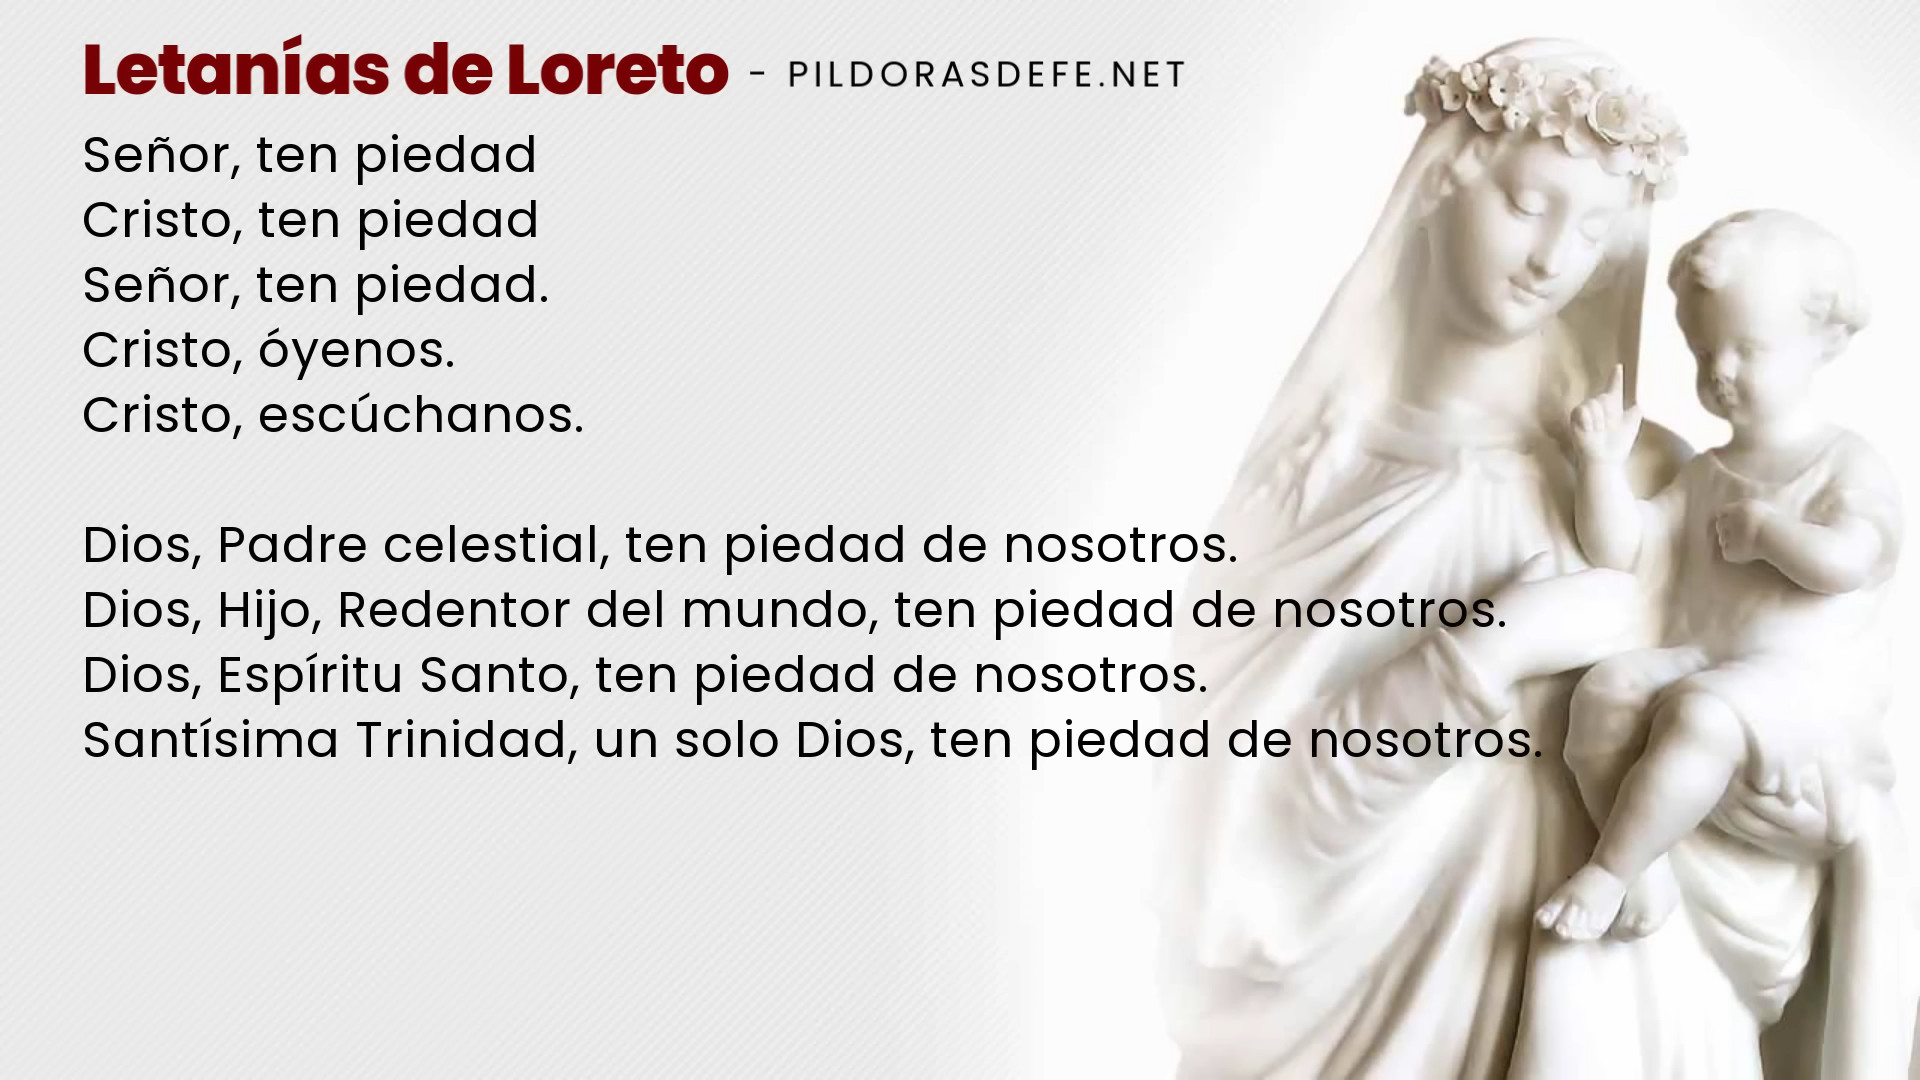 Letanías de Loreto - PILDORASDEFE.NET
Señor, ten piedad
Cristo, ten piedad
Señor, ten piedad.
Cristo, óyenos.
Cristo, escúchanos.
Dios, Padre celestial, ten piedad de nosotros.
Dios, Hijo, Redentor del mundo, ten piedad de nosotros.
Dios, Espíritu Santo, ten piedad de nosotros.
Santísima Trinidad, un solo Dios, ten piedad de nosotros.